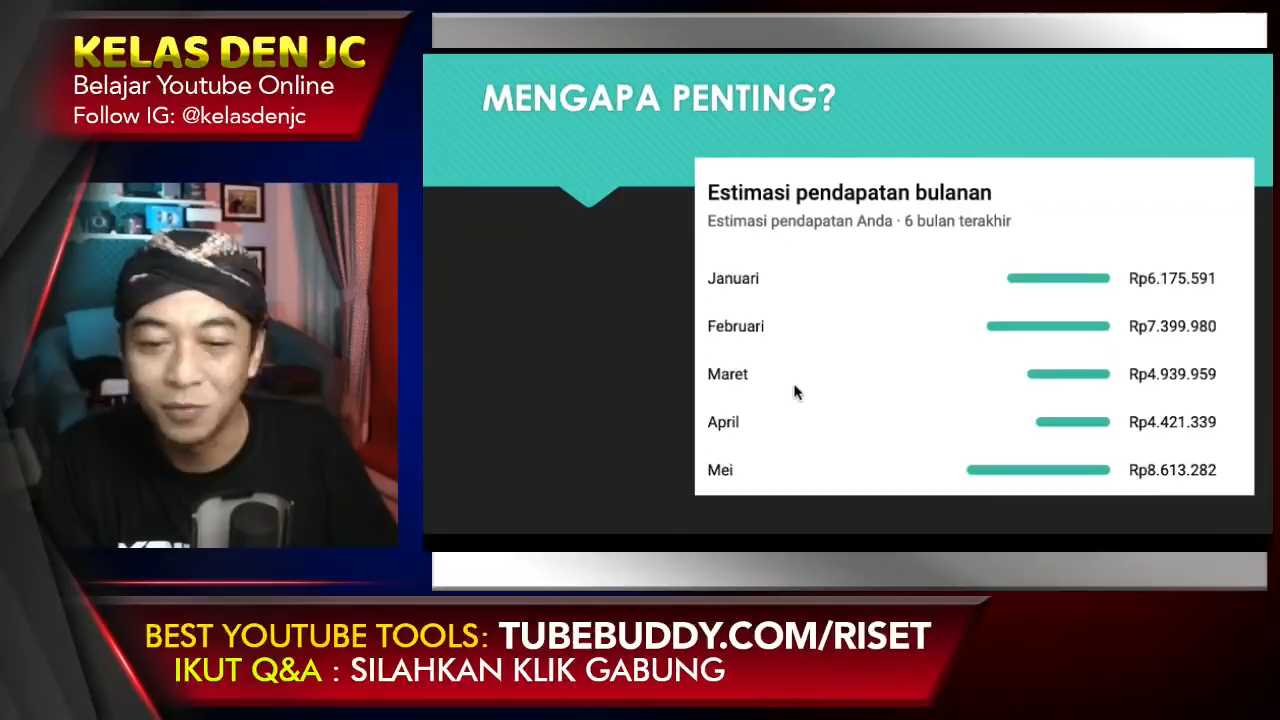 KELAS DEN JC
Belajar Youtube Online
Follow IG: @kelasdenjc
MENGAPA PENTING?
Estimasi pendapatan bulanan
Estimasi pendapatan Anda · 6 bulan terakhir
Januari Rp6.175.591
Februari Rp7.399.980
Maret Rp4.939.959
April Rp4.421.339
Mei Rp8.613.282
BEST YOUTUBE TOOLS: TUBEBUDDY.COM/RISET
IKUT Q&A : SILAHKAN KLIK GABUNG